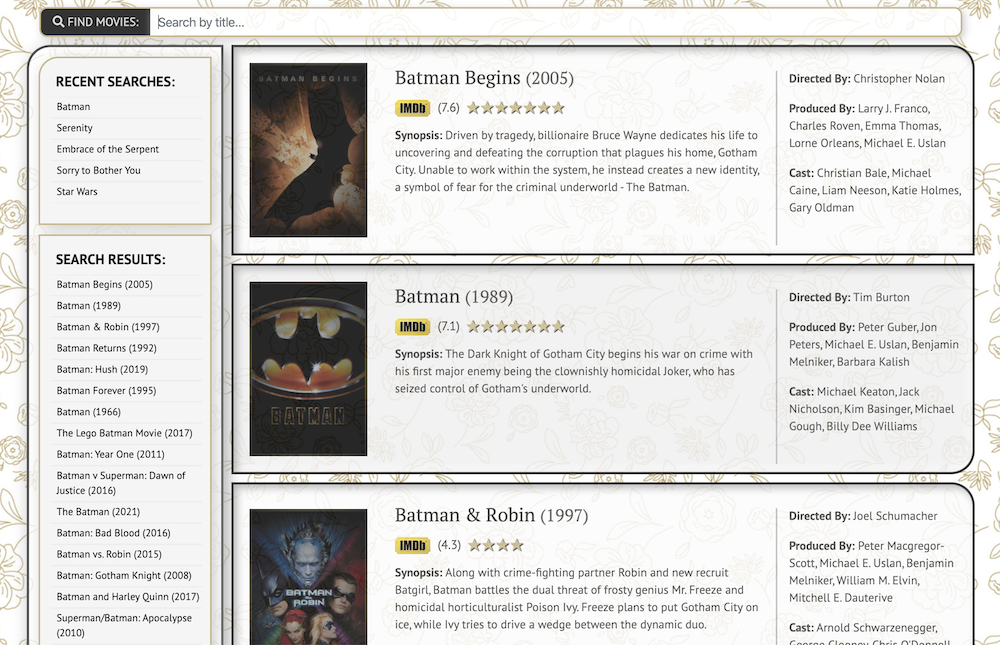 FIND MOVIES:
Search by title...
RECENT SEARCHES:
Batman
Serenity
Embrace of the Serpent
Sorry to Bother You
Star Wars
SEARCH RESULTS:
Batman Begins (2005)
Batman (1989)
Batman & Robin (1997)
Batman Returns (1992)
Batman: Hush (2019)
Batman Forever (1995)
Batman (1966)
The Lego Batman Movie (2017)
Batman: Year One (2011)
Batman v Superman: Dawn of
Justice (2016)
The Batman (2021)
Batman: Bad Blood (2016)
Batman vs. Robin (2015)
Batman: Gotham Knight (2008)
Batman and Harley Quinn (2017)
Superman/Batman: Apocalypse
(2010)
BATMAN BEGINS
Batman Begins (2005)
IMDb (7.6)
Synopsis: Driven by tragedy, billionaire Bruce Wayne dedicates his life to
uncovering and defeating the corruption that plagues his home, Gotham
City. Unable to work within the system, he instead creates a new identity,
a symbol of fear for the criminal underworld - The Batman.
Directed By: Christopher Nolan
Produced By: Larry J. Franco,
Charles Roven, Emma Thomas,
Lorne Orleans, Michael E. Uslan
Cast: Christian Bale, Michael
Caine, Liam Neeson, Katie Holmes,
Gary Oldman
BATMAN
Batman (1989)
IMDb (7.1)
Synopsis: The Dark Knight of Gotham City begins his war on crime with
his first major enemy being the clownishly homicidal Joker, who has
seized control of Gotham's underworld.
Directed By: Tim Burton
Produced By: Peter Guber, Jon
Peters, Michael E. Uslan, Benjamin
Melniker, Barbara Kalish
Cast: Michael Keaton, Jack
Nicholson, Kim Basinger, Michael
Gough, Billy Dee Williams
BATMAN
ROBIN
Batman & Robin (1997)
IMDb (4.3)
Synopsis: Along with crime-fighting partner Robin and new recruit
Batgirl, Batman battles the dual threat of frosty genius Mr. Freeze and
homicidal horticulturalist Poison Ivy. Freeze plans to put Gotham City on
ice, while Ivy tries to drive a wedge between the dynamic duo.
Directed By: Joel Schumacher
Produced By: Peter Macgregor-
Scott, Michael E. Uslan, Benjamin
Melniker, William M. Elvin,
Mitchell E. Dauterive
Cast: Arnold Schwarzenegger,
George Clooney, Chris O'Donnell,